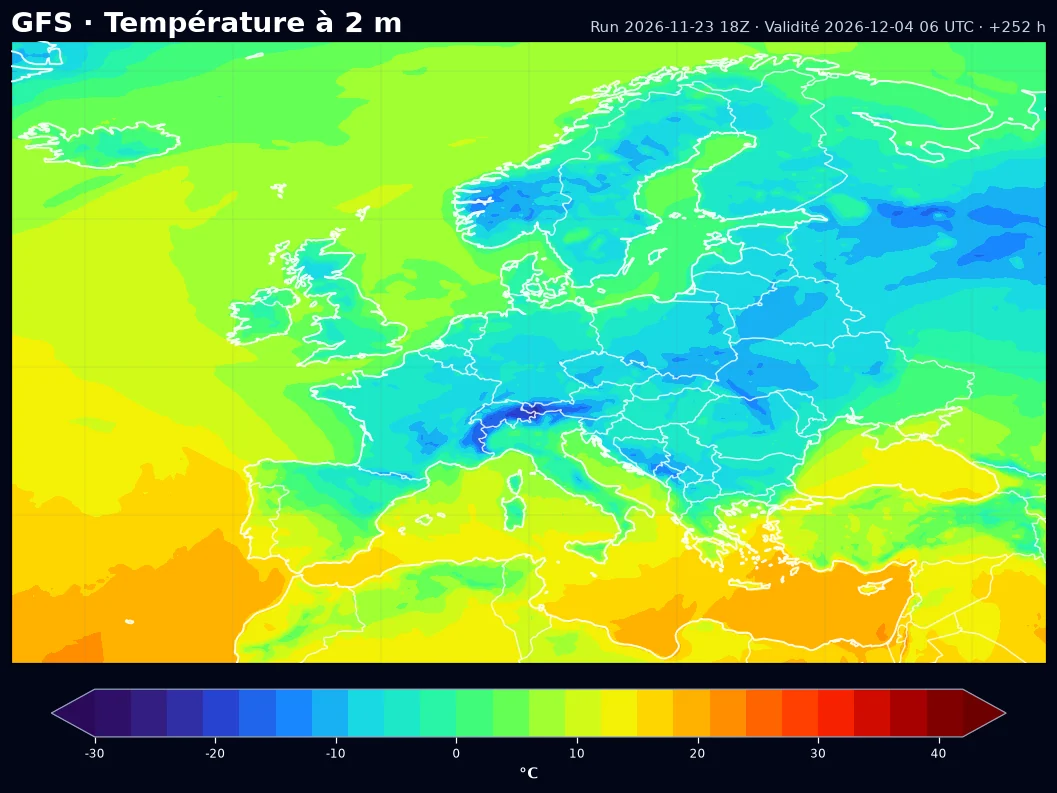 GFS · Température à 2 m
Run 2026-11-23 18Z · Validité 2026-12-04 06 UTC · +252 h
-30 -20 -10 0 10 20 30 40
°C